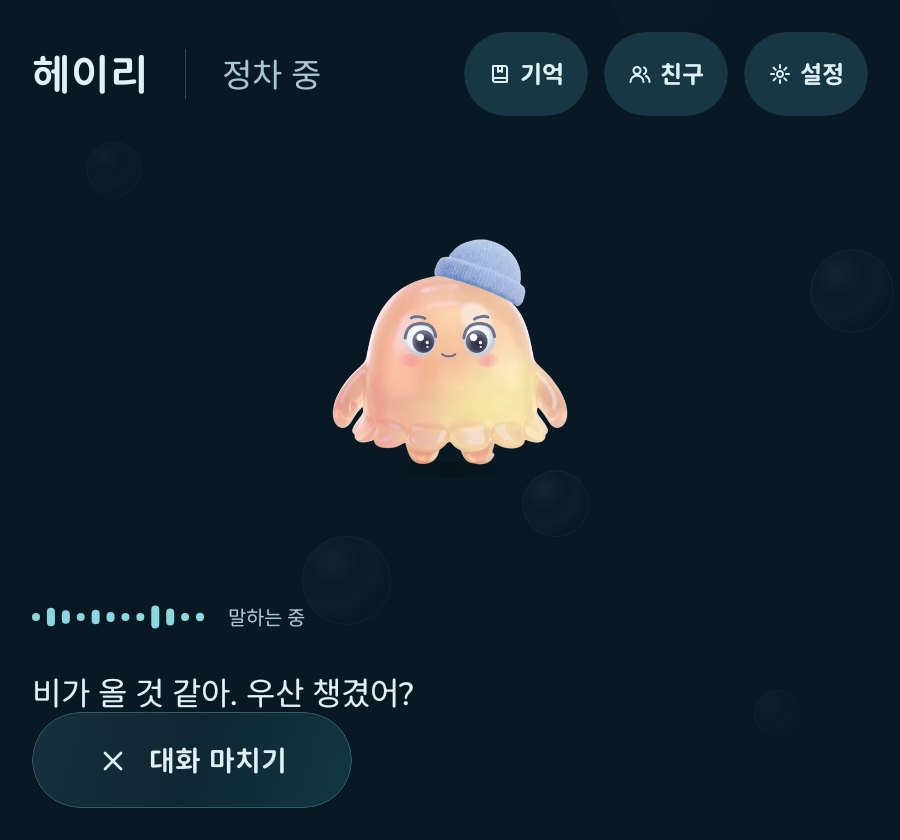 헤이리
정차 중
기억
친구
설정
말하는 중
비가 올 것 같아. 우산 챙겼어?
대화 마치기